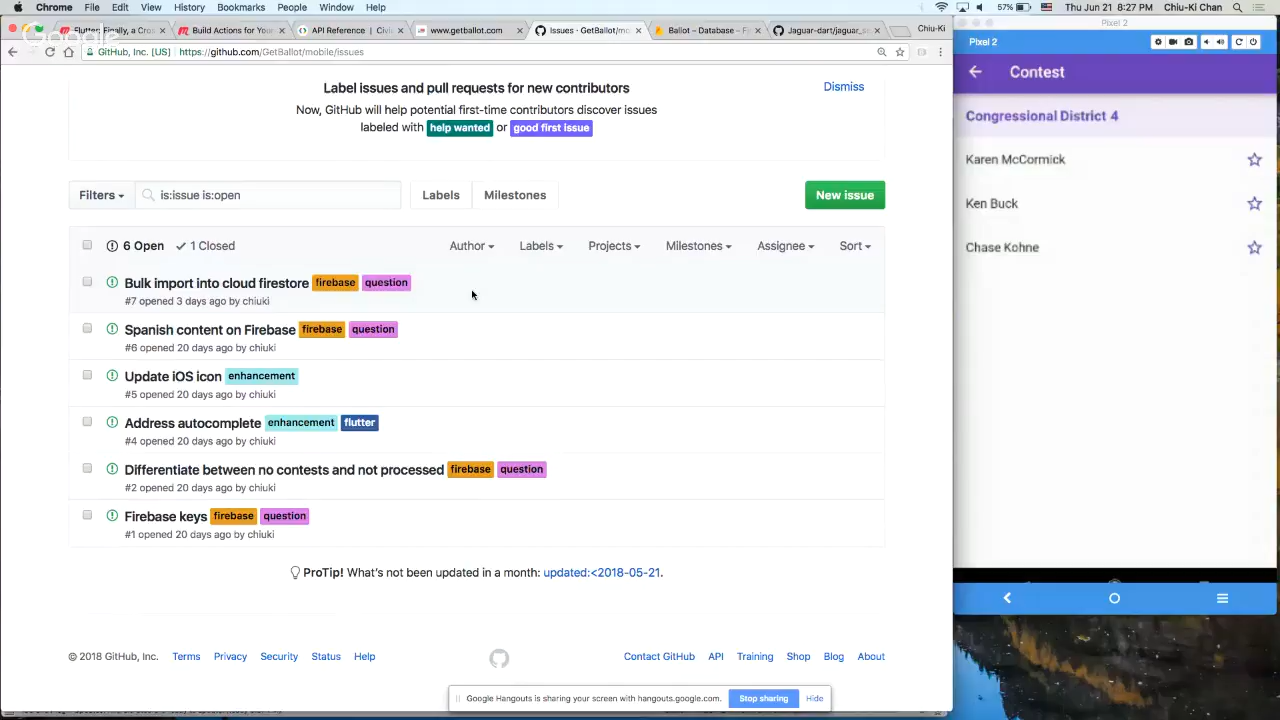 Chrome File Edit View History Bookmarks People Window Help 57% Thu Jun 21 8:27 PM Chiu-Ki Chan
Flutter: Finally, a Cros Build Actions for You API Reference | Civic www.getballot.com Issues · GetBallot/mobile Ballot – Database – Fi Jaguar-dart/jaguar_se Chiu-Ki
Google
GitHub, Inc. [US] https://github.com/GetBallot/mobile/issues
Label issues and pull requests for new contributors
Dismiss
Now, GitHub will help potential first-time contributors discover issues
labeled with help wanted or good first issue
Filters is:issue is:open Labels Milestones New issue
6 Open 1 Closed Author Labels Projects Milestones Assignee Sort
Bulk import into cloud firestore firebase question
#7 opened 3 days ago by chiuki
Spanish content on Firebase firebase question
#6 opened 20 days ago by chiuki
Update iOS icon enhancement
#5 opened 20 days ago by chiuki
Address autocomplete enhancement flutter
#4 opened 20 days ago by chiuki
Differentiate between no contests and not processed firebase question
#2 opened 20 days ago by chiuki
Firebase keys firebase question
#1 opened 20 days ago by chiuki
ProTip! What's not been updated in a month: updated:<2018-05-21.
© 2018 GitHub, Inc. Terms Privacy Security Status Help Contact GitHub API Training Shop Blog About
Google Hangouts is sharing your screen with hangouts.google.com. Stop sharing Hide
Pixel 2
Pixel 2
Contest
Congressional District 4
Karen McCormick
Ken Buck
Chase Kohne